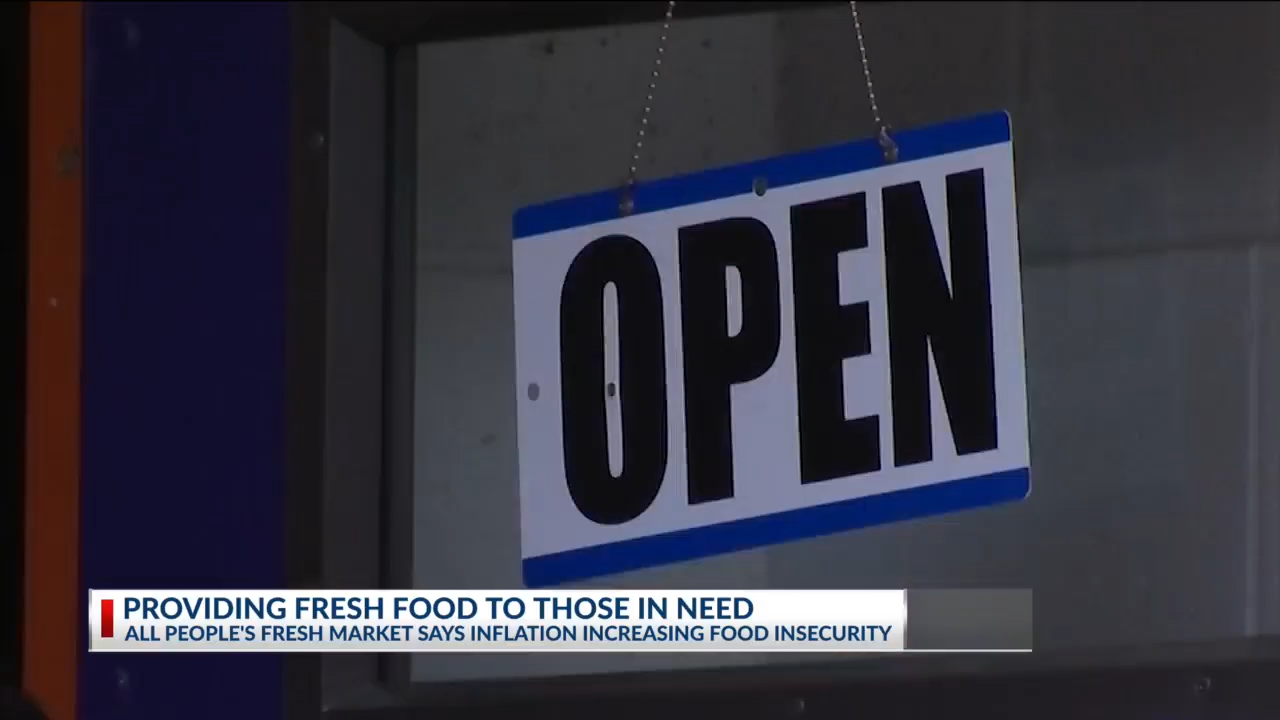 OPEN
PROVIDING FRESH FOOD TO THOSE IN NEED
ALL PEOPLE'S FRESH MARKET SAYS INFLATION INCREASING FOOD INSECURITY